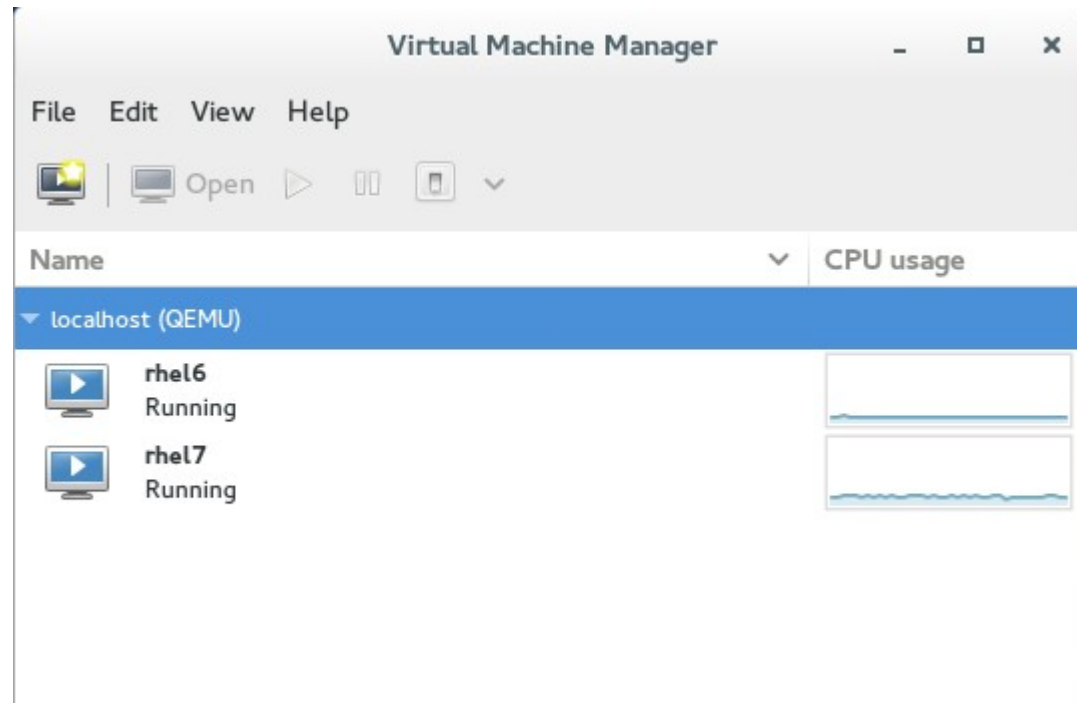 Virtual Machine Manager
File Edit View Help
Open
Name CPU usage
localhost (QEMU)
rhel6
Running
rhel7
Running